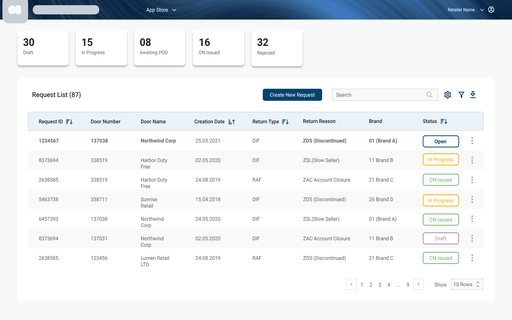 App Store
Retailer Name
30
Draft
15
In Progress
08
Awaiting POD
16
CN Issued
32
Rejected
Request List (87)
Create New Request
Search
Request ID Door Number Door Name Creation Date Return Type Return Reason Brand Status
1234567 137038 Northwind Corp 25.05.2021 DIF ZDS (Discontinued) 01 (Brand A) Open
8373694 338519 Harbor Duty Free 02.05.2020 DIF ZSL(Slow Seller) 11 Brand B In Progress
2638585 338519 Harbor Duty Free 24.08.2019 RAF ZAC Account Closure 21 Brand C CN Issued
5463738 338711 Sunrise Retail 15.04.2018 DIF ZDS (Discontinued) 26 Brand D In Progress
6457393 137038 Northwind Corp 24.05.2020 DIF ZSL(Slow Seller) 01 (Brand A) CN Issued
8373694 137031 Northwind Corp 02.05.2020 DIF ZAC Account Closure 11 Brand B Draft
2638585 123456 Lumen Retail LTD. 24.08.2019 RAF ZDS (Discontinued) 21 Brand C CN Issued
1 2 3 4 ... 9 Show 10 Rows